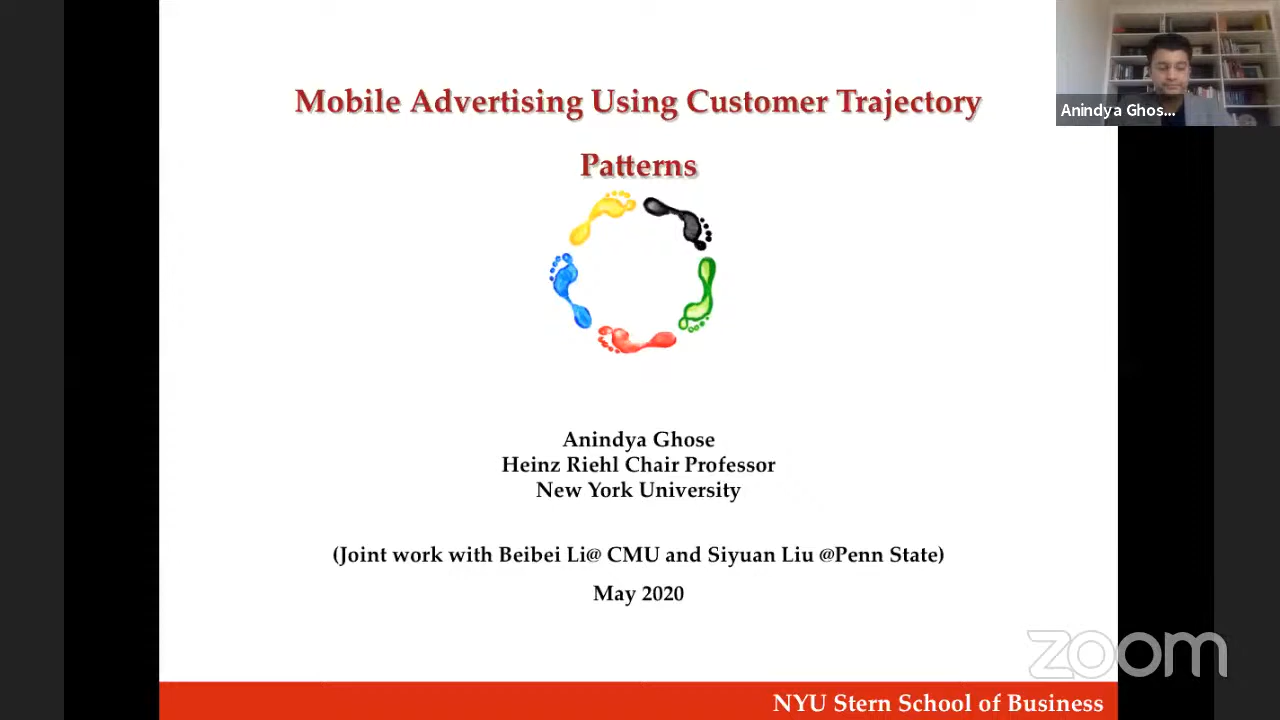 Mobile Advertising Using Customer Trajectory
Patterns
Anindya Ghos...
Anindya Ghose
Heinz Riehl Chair Professor
New York University
(Joint work with Beibei Li@ CMU and Siyuan Liu @Penn State)
May 2020
zoom
NYU Stern School of Business